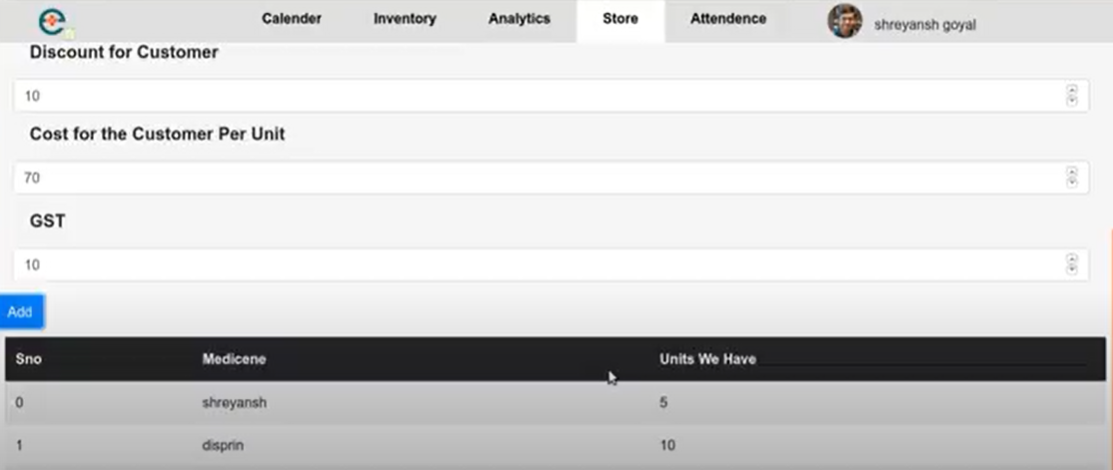 Calender Inventory Analytics Store Attendence shreyansh goyal
Discount for Customer
10
Cost for the Customer Per Unit
70
GST
10
Add
Sno Medicene Units We Have
0 shreyansh 5
1 disprin 10